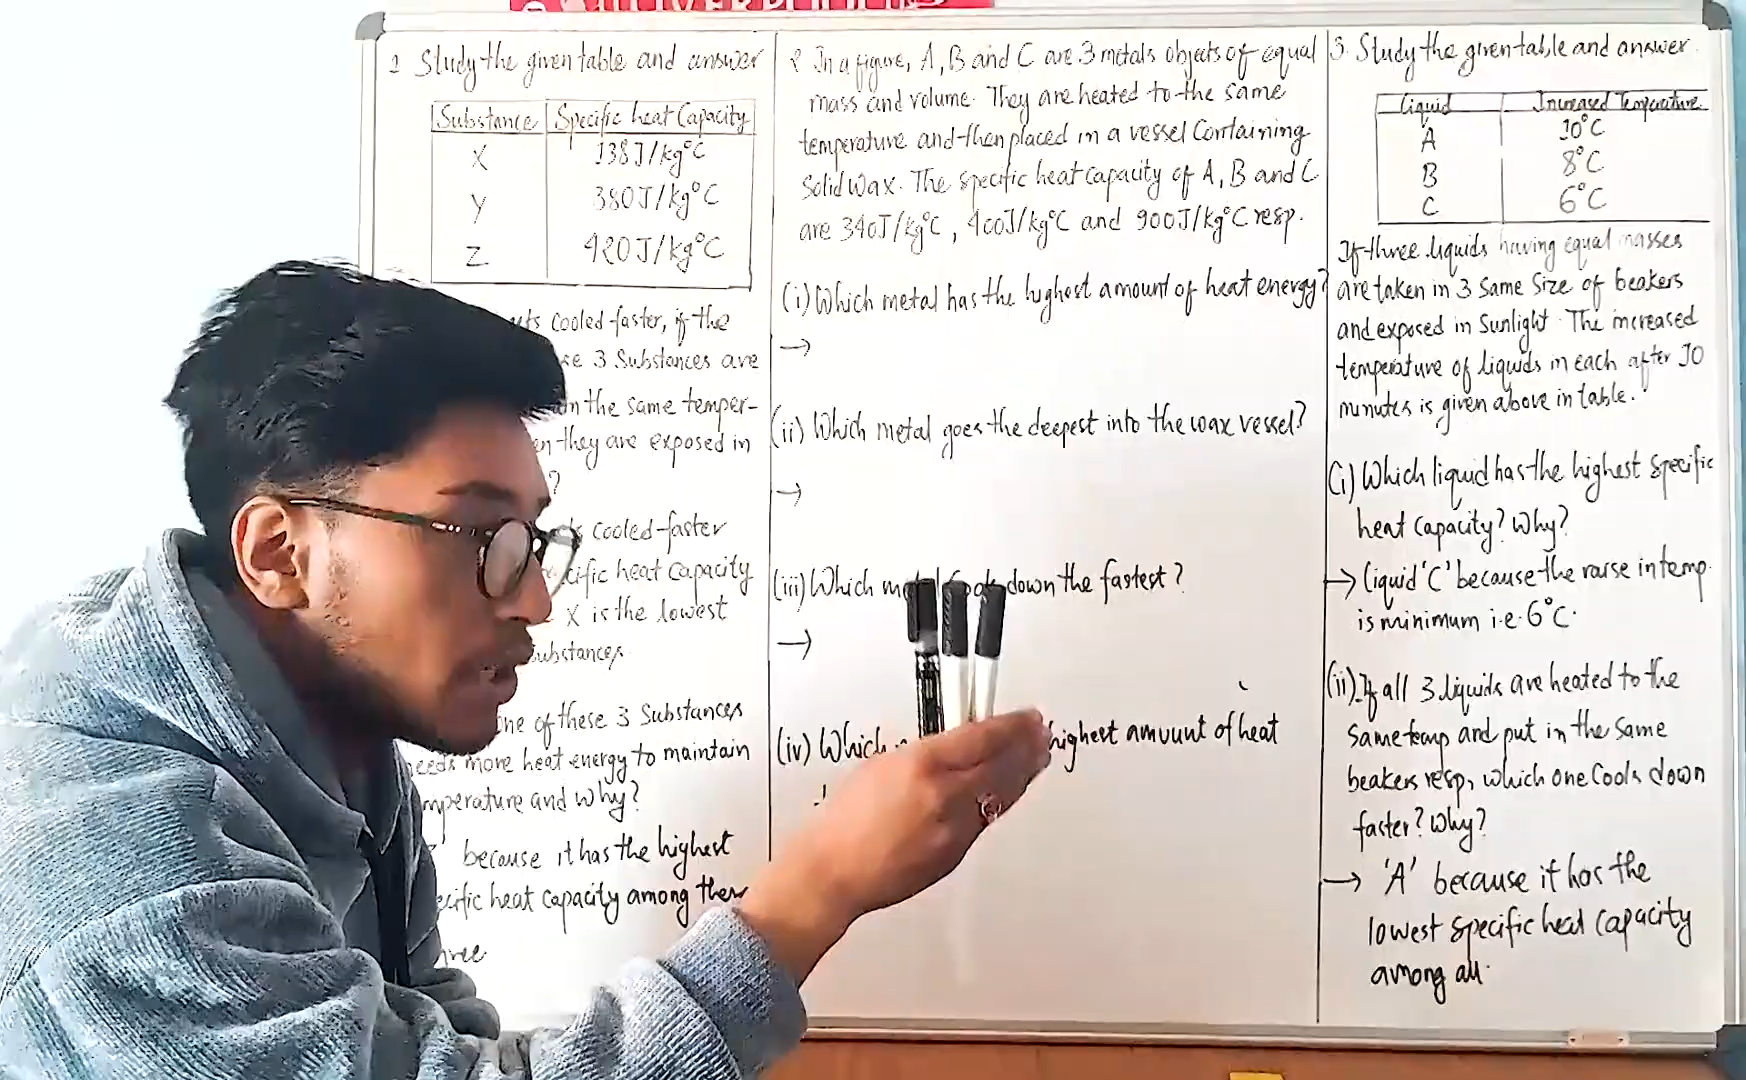 1 Study the given table and answer
Substance Specific heat Capacity
X 138J/kg°C
Y 380J/kg°C
Z 420J/kg°C
cooled faster, if the
3 Substances are
the same temper-
they are exposed in
?
cooled faster
heat capacity
X is the lowest
of these 3 Substances
more heat energy to maintain
and why?
because it has the highest
heat capacity among these
2 In a figure, A, B and C are 3 metals objects of equal
mass and volume. They are heated to the same
temperature and then placed in a vessel Containing
Solid wax. The specific heat capacity of A, B and C
are 340J/kg°C, 400J/kg°C and 900J/kg°C resp.
(i) Which metal has the highest amount of heat energy?
→
(ii) Which metal goes the deepest into the wax vessel?
→
(iii) Which down the fastest?
→
(iv) Which highest amount of heat
3. Study the given table and answer.
Liquid Increased Temperature
A 10°C
B 8°C
C 6°C
If three liquids having equal masses
are taken in 3 same size of beakers
and exposed in Sunlight. The increased
temperature of liquids in each after 10
minutes is given above in table.
(i) Which liquid has the highest specific
heat capacity? Why?
→ Liquid 'C' because the raise in temp.
is minimum i.e. 6°C.
(ii) If all 3 liquids are heated to the
same temp and put in the same
beakers resp, which one Cools down
faster? Why?
→ 'A' because it has the
lowest specific heat capacity
among all.